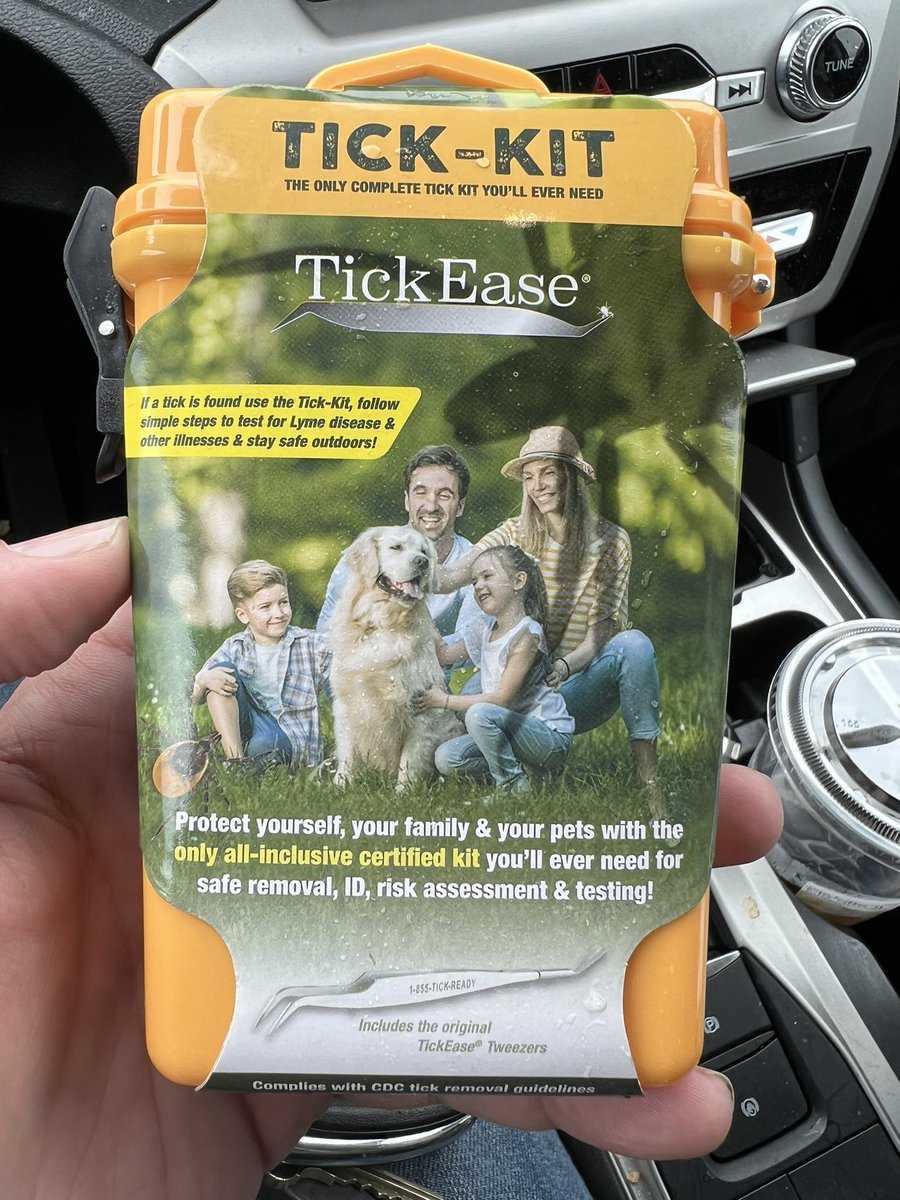 TUNE
TICK-KIT
THE ONLY COMPLETE TICK KIT YOU'LL EVER NEED
TickEase®
If a tick is found use the Tick-Kit, follow
simple steps to test for Lyme disease &
other illnesses & stay safe outdoors!
Protect yourself, your family & your pets with the
only all-inclusive certified kit you'll ever need for
safe removal, ID, risk assessment & testing!
1-855-TICK-READY
Includes the original
TickEase® Tweezers
Complies with CDC tick removal guidelines
P